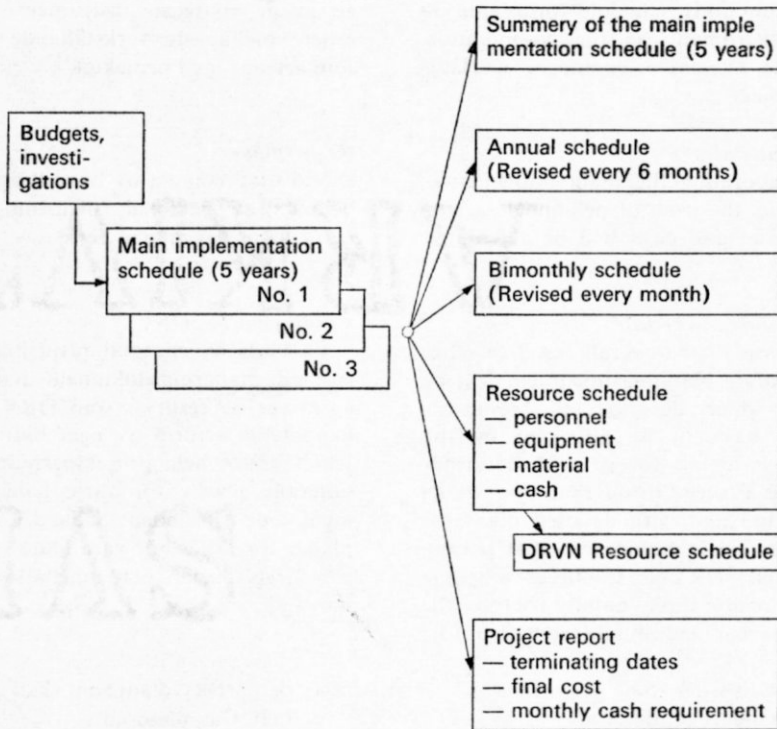 Summary of the main imple
mentation schedule (5 years)
Budgets,
investi-
gations
Annual schedule
(Revised every 6 months)
Main implementation
schedule (5 years)
No. 1
No. 2
No. 3
Bimonthly schedule
(Revised every month)
Resource schedule
— personnel
— equipment
— material
— cash
DRVN Resource schedule
Project report
— terminating dates
— final cost
— monthly cash requirement